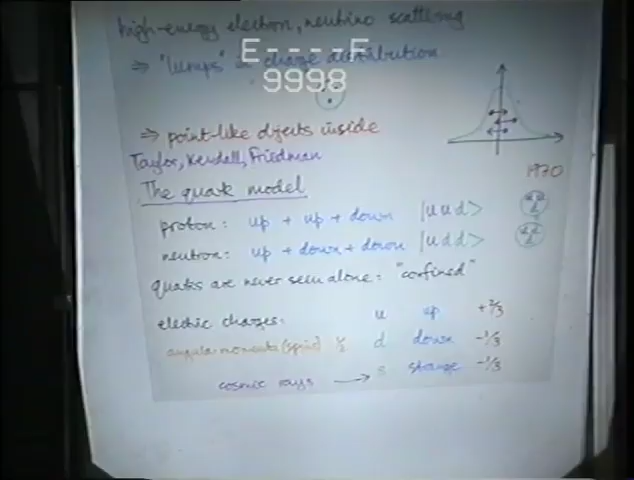 high-energy electron, neutrino scattering
E----F
⇒ "lumps" in charge distribution
9998
⇒ point-like objects inside
Taylor, Kendall, Friedman
1970
The quark model
proton: up + up + down |uud>
neutron: up + down + down |udd>
quarks are never seen alone: "confined"
electric charges: u up +2/3
angular momenta (spin) 1/2 d down -1/3
cosmic rays → s strange -1/3